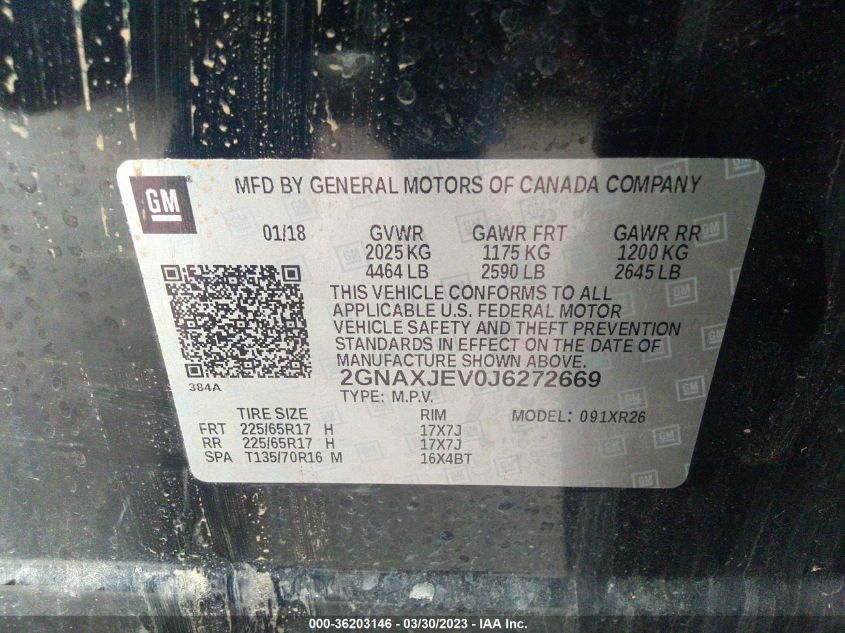 GM
MFD BY GENERAL MOTORS OF CANADA COMPANY
01/18 GVWR GAWR FRT GAWR RR
2025 KG 1175 KG 1200 KG
4464 LB 2590 LB 2645 LB
THIS VEHICLE CONFORMS TO ALL
APPLICABLE U.S. FEDERAL MOTOR
VEHICLE SAFETY AND THEFT PREVENTION
STANDARDS IN EFFECT ON THE DATE OF
MANUFACTURE SHOWN ABOVE.
384A
2GNAXJEV0J6272669
TYPE: M.P.V.
TIRE SIZE RIM MODEL: 091XR26
FRT 225/65R17 H 17X7J
RR 225/65R17 H 17X7J
SPA T135/70R16 M 16X4BT
000-36203146 - 03/30/2023 - IAA Inc.